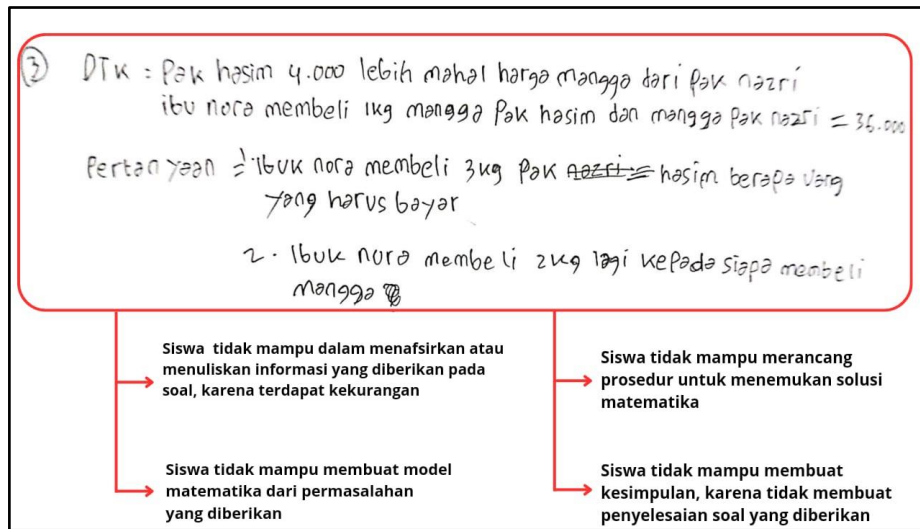 3 DTK : Pak hasim 4.000 lebih mahal harga mangga dari Pak nazri
ibu nora membeli 1kg mangga Pak hasim dan mangga Pak nazri = 36.000
Pertanyaan = 1. Ibuk nora membeli 3kg Pak nazri = hasim berapa uang
yang harus bayar
2. Ibuk nora membeli 2kg lagi kepada siapa membeli
mangga
Siswa tidak mampu dalam menafsirkan atau
menuliskan informasi yang diberikan pada
soal, karena terdapat kekurangan
Siswa tidak mampu merancang
prosedur untuk menemukan solusi
matematika
Siswa tidak mampu membuat model
matematika dari permasalahan
yang diberikan
Siswa tidak mampu membuat
kesimpulan, karena tidak membuat
penyelesaian soal yang diberikan